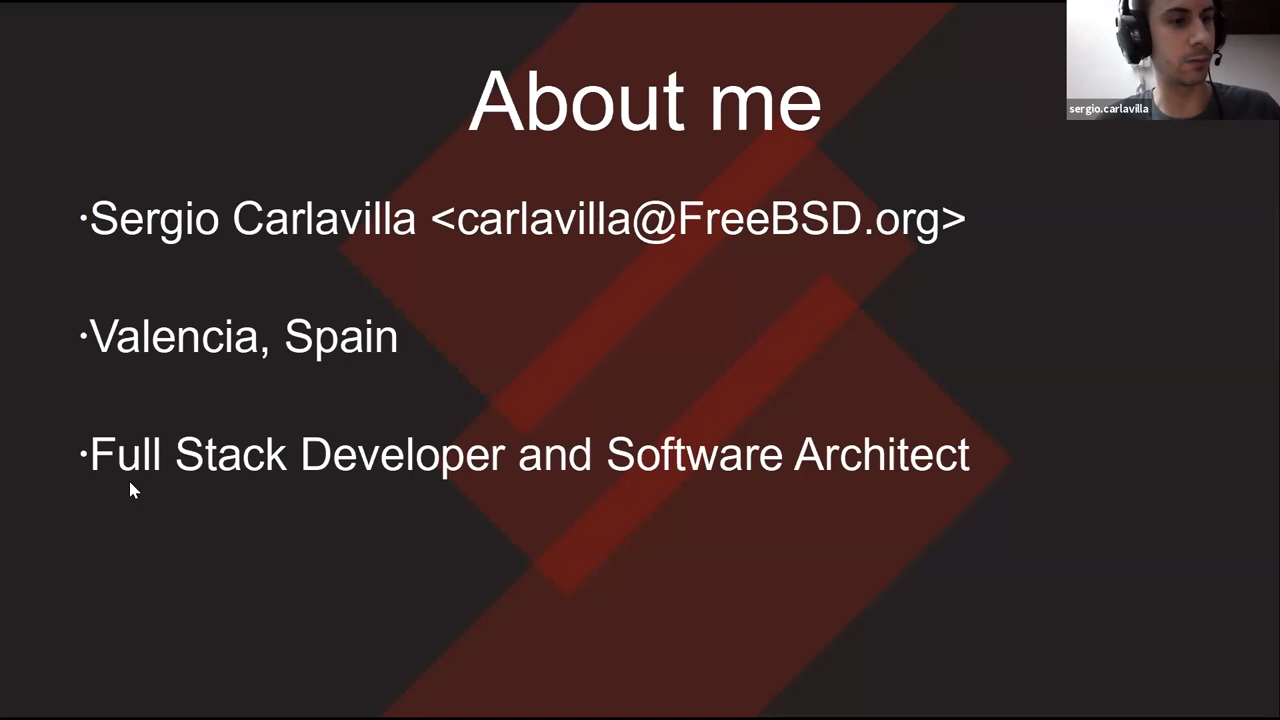 About me
sergio.carlavilla
·Sergio Carlavilla <carlavilla@FreeBSD.org>
·Valencia, Spain
·Full Stack Developer and Software Architect